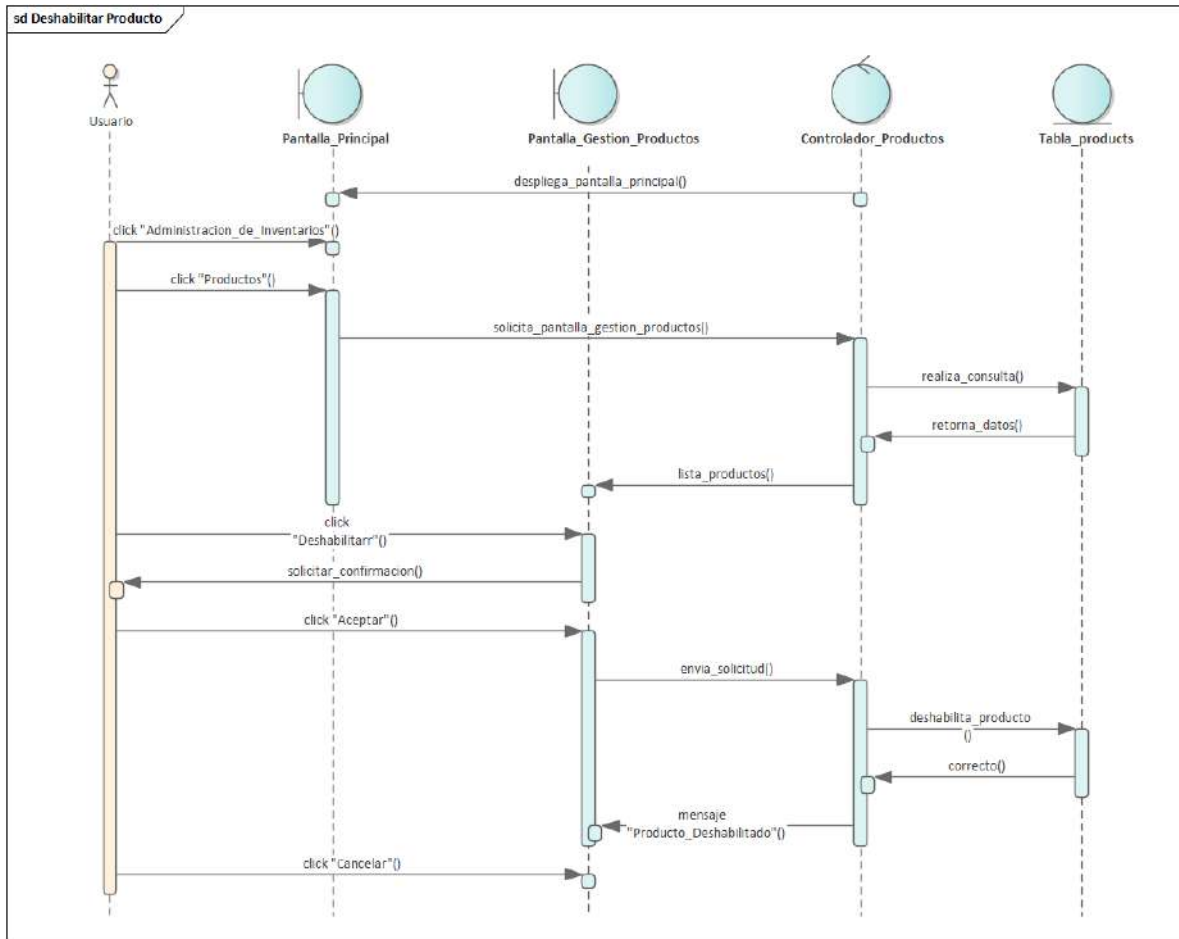 sd Deshabilitar Producto
Usuario
Pantalla_Principal
Pantalla_Gestion_Productos
Controlador_Productos
Tabla_products
despliega_pantalla_principal()
click "Administracion_de_Inventarios"()
click "Productos"()
solicita_pantalla_gestion_productos()
realiza_consulta()
retorna_datos()
lista_productos()
click
"Deshabilitarr"()
solicitar_confirmacion()
click "Aceptar"()
envia_solicitud()
deshabilita_producto
()
correcto()
mensaje
"Producto_Deshabilitado"()
click "Cancelar"()